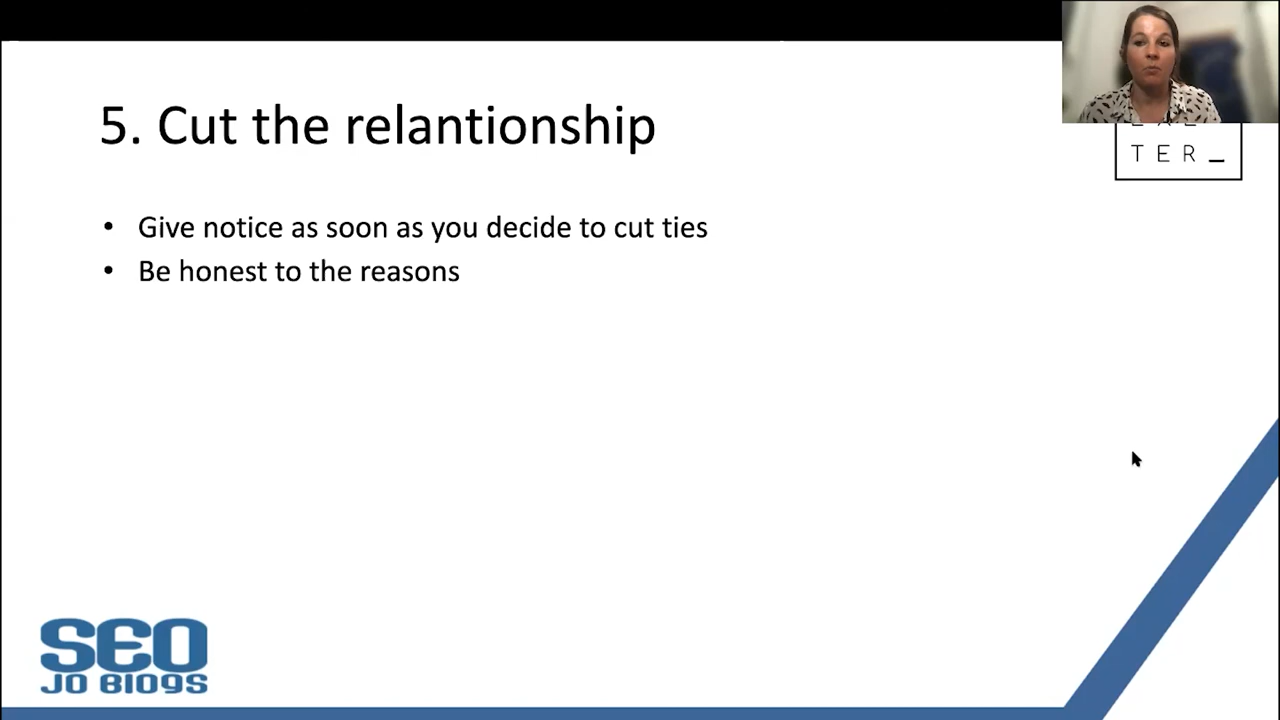 5. Cut the relantionship
TER_
• Give notice as soon as you decide to cut ties
• Be honest to the reasons
SEO
JO BlOgS